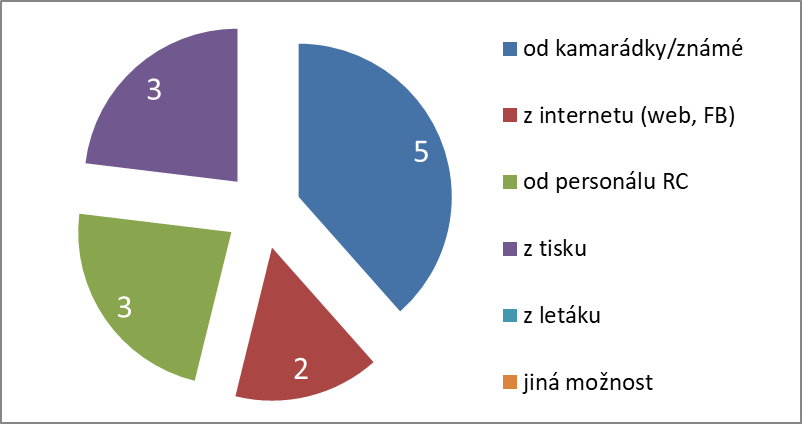 3
5
3
2
od kamarádky/známé
z internetu (web, FB)
od personálu RC
z tisku
z letáku
jiná možnost